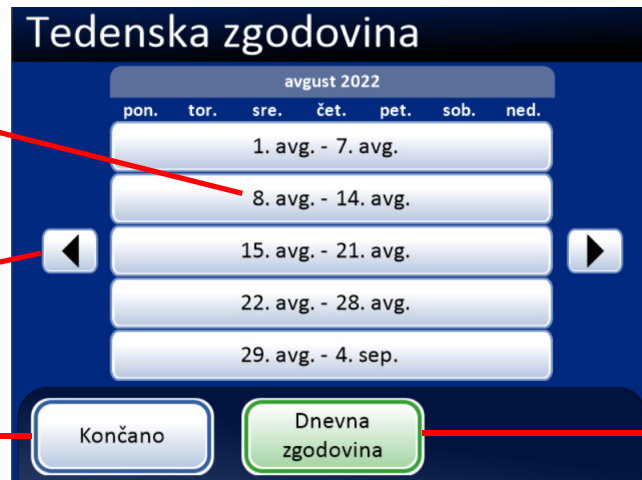 Tedenska zgodovina
avgust 2022
pon. tor. sre. čet. pet. sob. ned.
1. avg. - 7. avg.
8. avg. - 14. avg.
15. avg. - 21. avg.
22. avg. - 28. avg.
29. avg. - 4. sep.
Končano
Dnevna
zgodovina